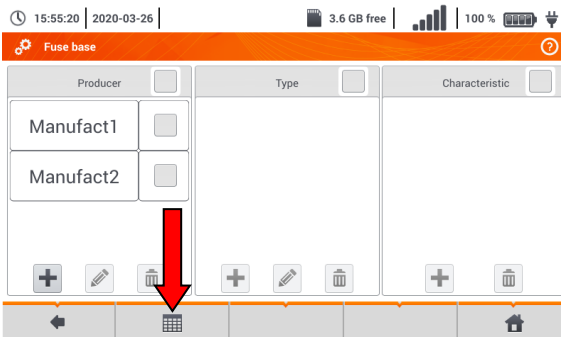 15:55:20 2020-03-26 3.6 GB free 100 %
Fuse base ?
Producer Type Characteristic
Manufact1
Manufact2